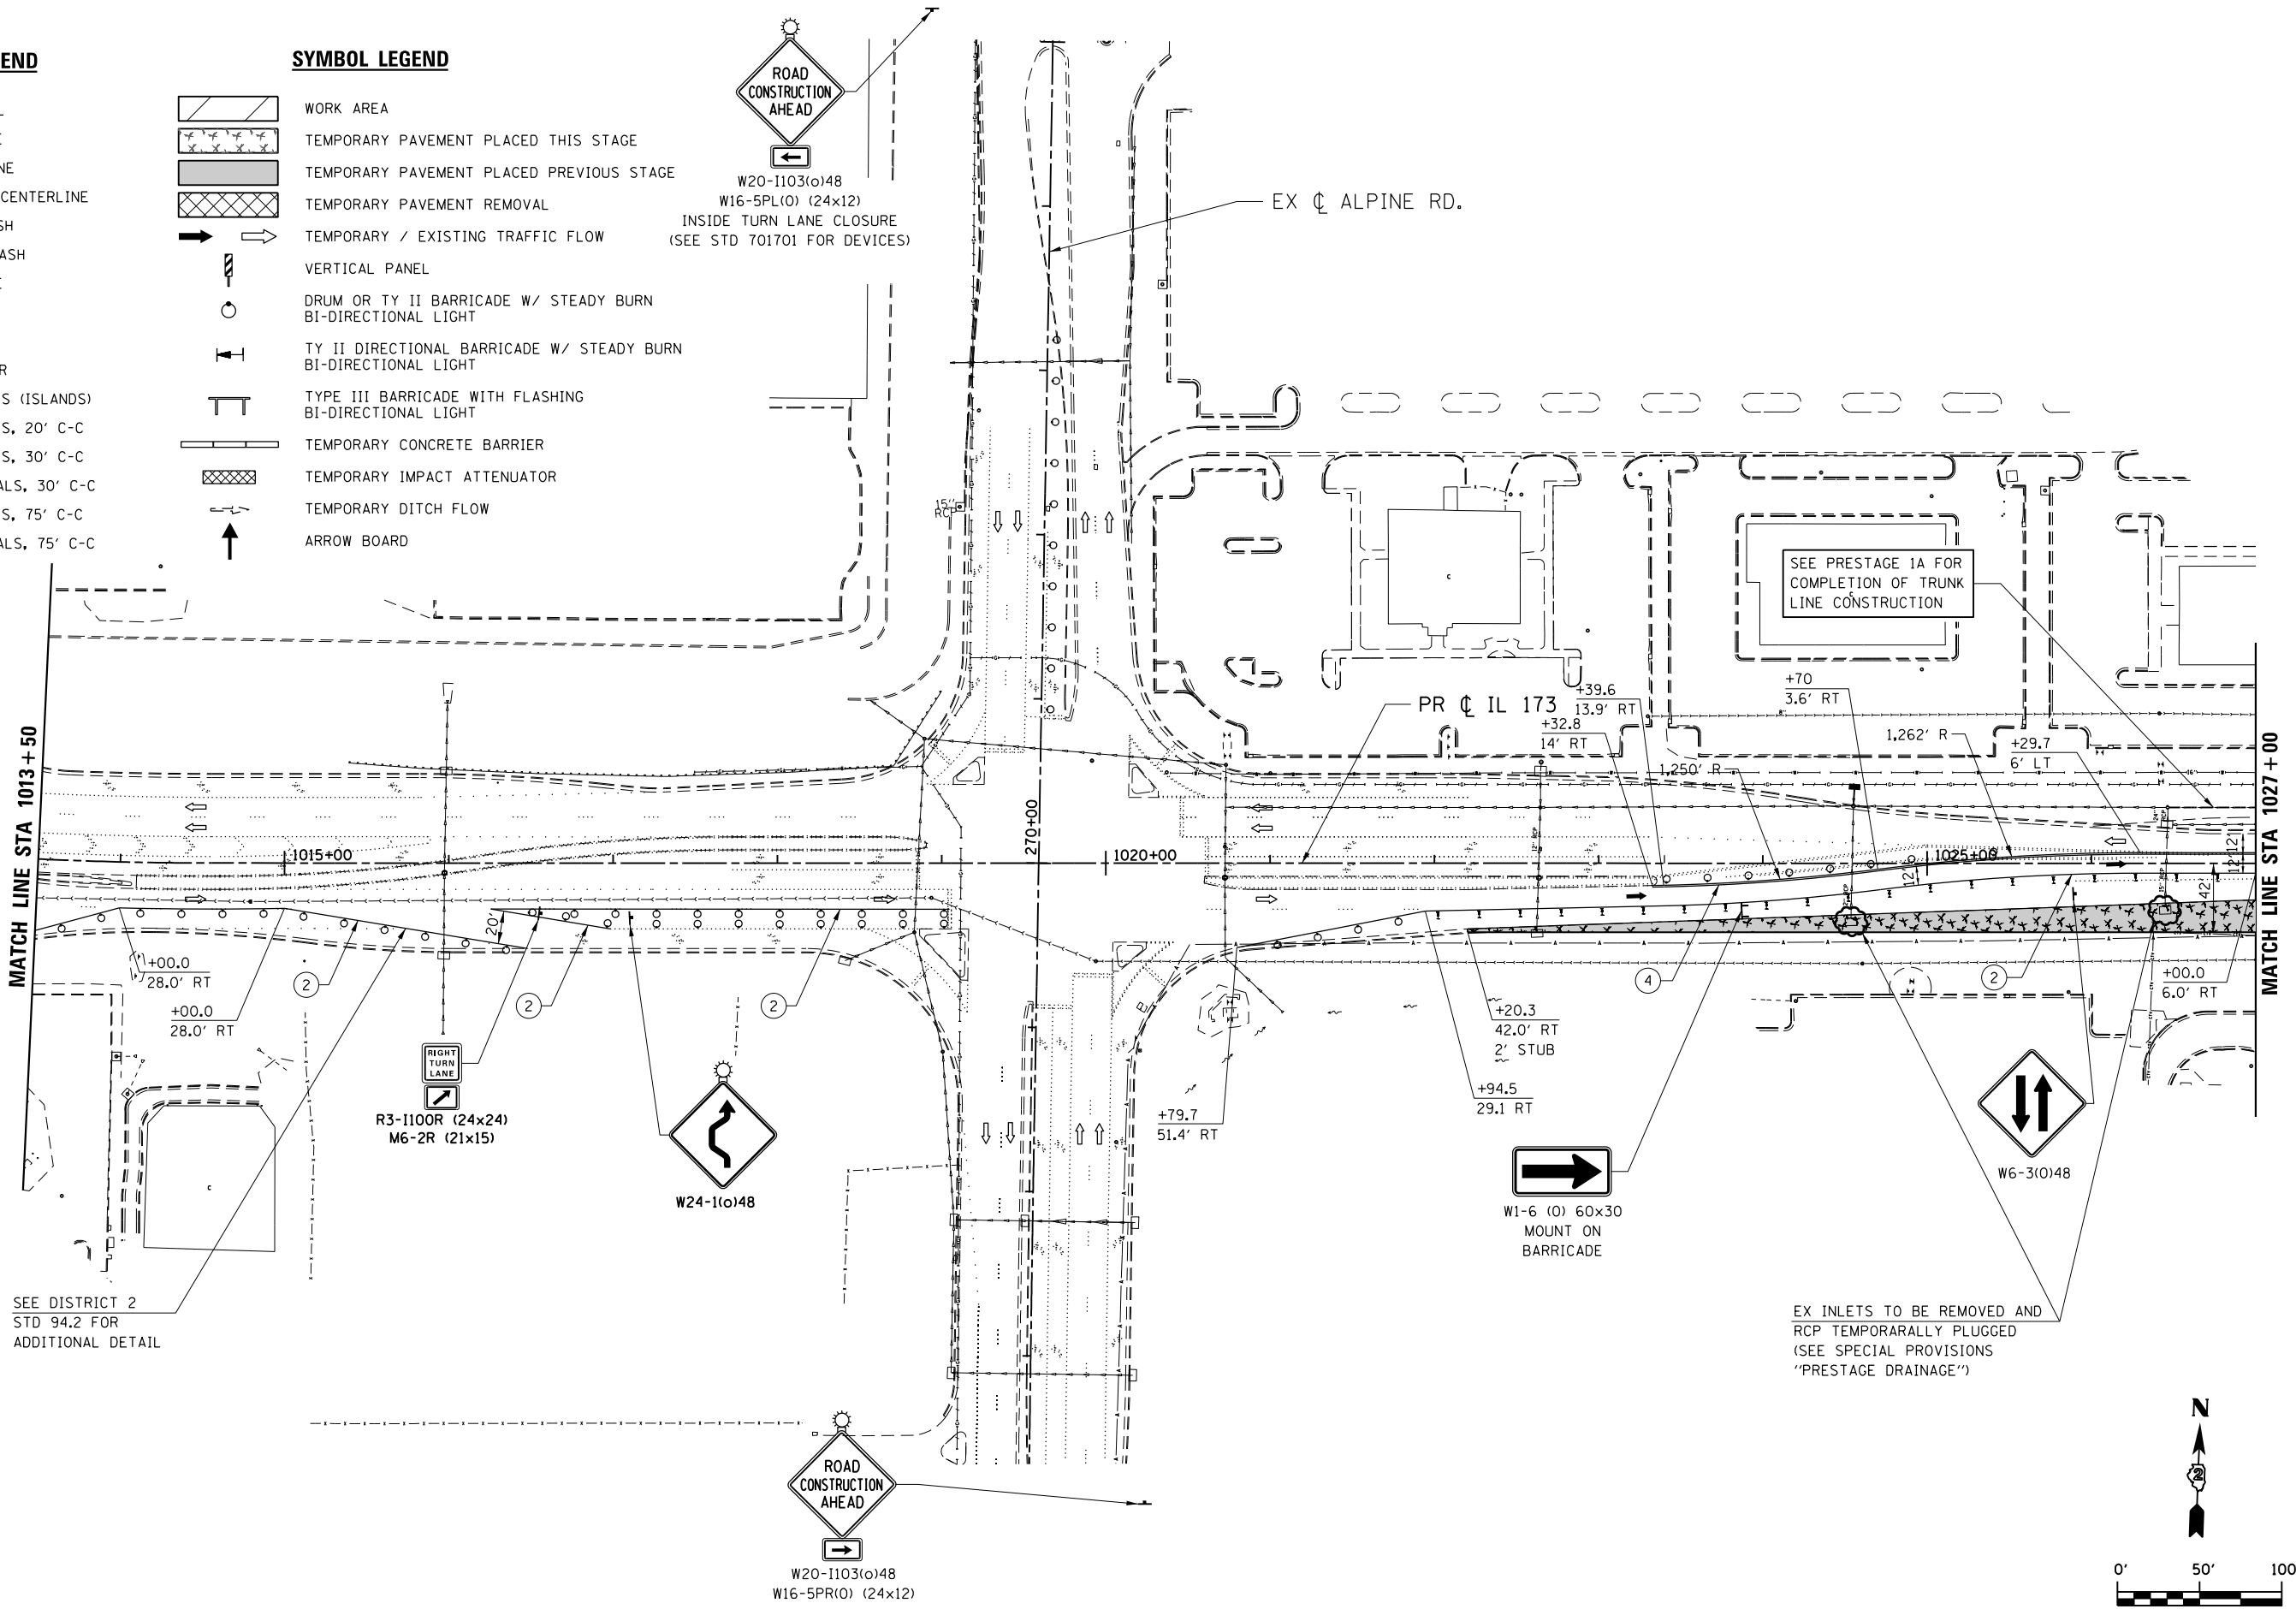 END
SYMBOL LEGEND
CENTERLINE
S (ISLANDS)
S, 20' C-C
S, 30' C-C
ALS, 30' C-C
S, 75' C-C
ALS, 75' C-C
WORK AREA
TEMPORARY PAVEMENT PLACED THIS STAGE
TEMPORARY PAVEMENT PLACED PREVIOUS STAGE
TEMPORARY PAVEMENT REMOVAL
TEMPORARY / EXISTING TRAFFIC FLOW
VERTICAL PANEL
DRUM OR TY II BARRICADE W/ STEADY BURN
BI-DIRECTIONAL LIGHT
TY II DIRECTIONAL BARRICADE W/ STEADY BURN
BI-DIRECTIONAL LIGHT
TYPE III BARRICADE WITH FLASHING
BI-DIRECTIONAL LIGHT
TEMPORARY CONCRETE BARRIER
TEMPORARY IMPACT ATTENUATOR
TEMPORARY DITCH FLOW
ARROW BOARD
ROAD
CONSTRUCTION
AHEAD
W20-I103(o)48
W16-5PL(O) (24x12)
INSIDE TURN LANE CLOSURE
(SEE STD 701701 FOR DEVICES)
EX ℄ ALPINE RD.
15"
RCP
SEE PRESTAGE 1A FOR
COMPLETION OF TRUNK
LINE CONSTRUCTION
PR ℄ IL 173
+39.6
13.9' RT
+32.8
14' RT
+70
3.6' RT
1,250' R
1,262' R
+29.7
6' LT
MATCH LINE STA 1013+50
MATCH LINE STA 1027+00
1015+00
270+00
1020+00
1025+00
12'
12'
12'
42'
20'
+00.0
28.0' RT
+00.0
28.0' RT
2
2
2
4
2
+00.0
6.0' RT
+20.3
42.0' RT
2' STUB
+94.5
29.1 RT
+79.7
51.4' RT
RIGHT
TURN
LANE
R3-I100R (24x24)
M6-2R (21x15)
W24-1(o)48
W1-6 (O) 60x30
MOUNT ON
BARRICADE
W6-3(O)48
SEE DISTRICT 2
STD 94.2 FOR
ADDITIONAL DETAIL
EX INLETS TO BE REMOVED AND
RCP TEMPORARALLY PLUGGED
(SEE SPECIAL PROVISIONS
"PRESTAGE DRAINAGE")
ROAD
CONSTRUCTION
AHEAD
W20-I103(o)48
W16-5PR(O) (24x12)
N
2
0'
50'
100